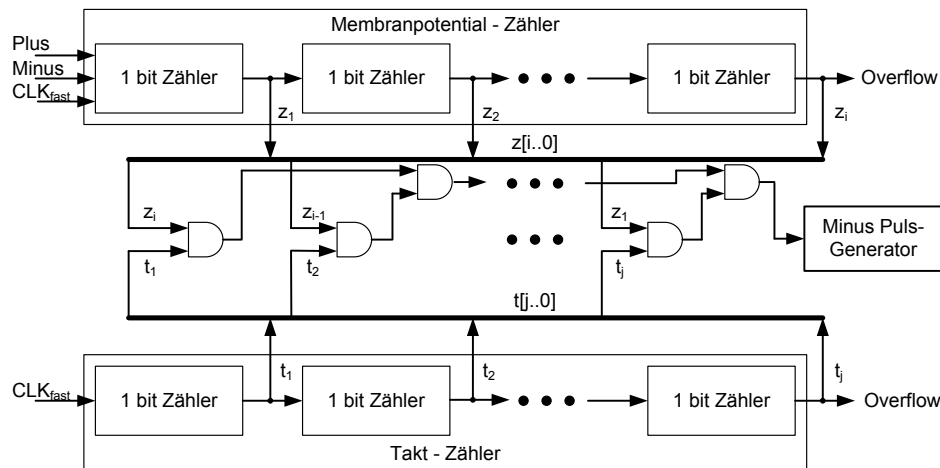 Membranpotential - Zähler
Plus
Minus
CLKfast
1 bit Zähler
1 bit Zähler
1 bit Zähler
Overflow
z1
z2
zi
z[i..0]
zi
zi-1
z1
t1
t2
tj
Minus Puls-
Generator
t[j..0]
t1
t2
tj
CLKfast
1 bit Zähler
1 bit Zähler
1 bit Zähler
Overflow
Takt - Zähler